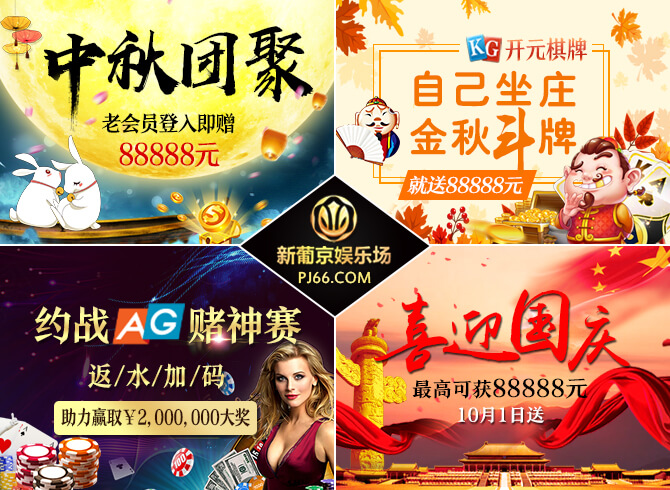 中秋团聚
老会员登入即赠
88888元
KG 开元棋牌
自己坐庄
金秋斗牌
就送88888元
新葡京娱乐场
PJ66.COM
约战AG赌神赛
返/水/加/码
助力赢取￥2,000,000大奖
喜迎国庆
最高可获88888元
10月1日送